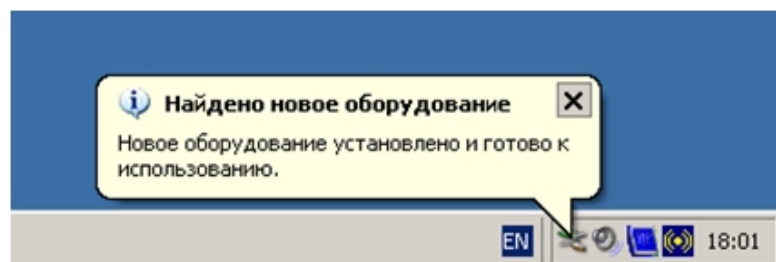 Найдено новое оборудование
Новое оборудование установлено и готово к
использованию.
EN
18:01